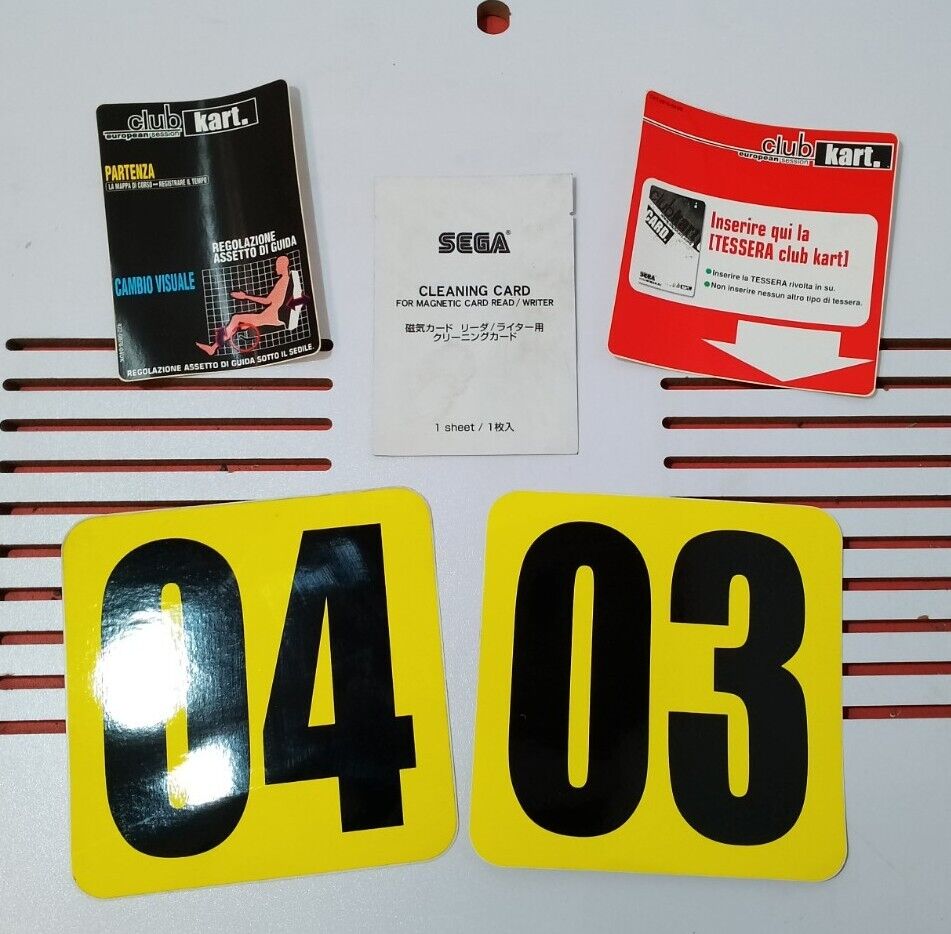 club kart.
european session
PARTENZA
LA MAPPA DI CORSO REGISTRARE IL TEMPO
REGOLAZIONE
ASSETTO DI GUIDA
CAMBIO VISUALE
REGOLAZIONE ASSETTO DI GUIDA SOTTO IL SEDILE.
SEGA®
CLEANING CARD
FOR MAGNETIC CARD READ/WRITER
磁気カード リーダ/ライター用
クリーニングカード
1 sheet / 1枚入
club kart.
european session
club kart
CARD.
SEGA
Inserire qui la
[TESSERA club kart]
Inserire la TESSERA rivolta in su.
Non inserire nessun altro tipo di tessera.
04
03